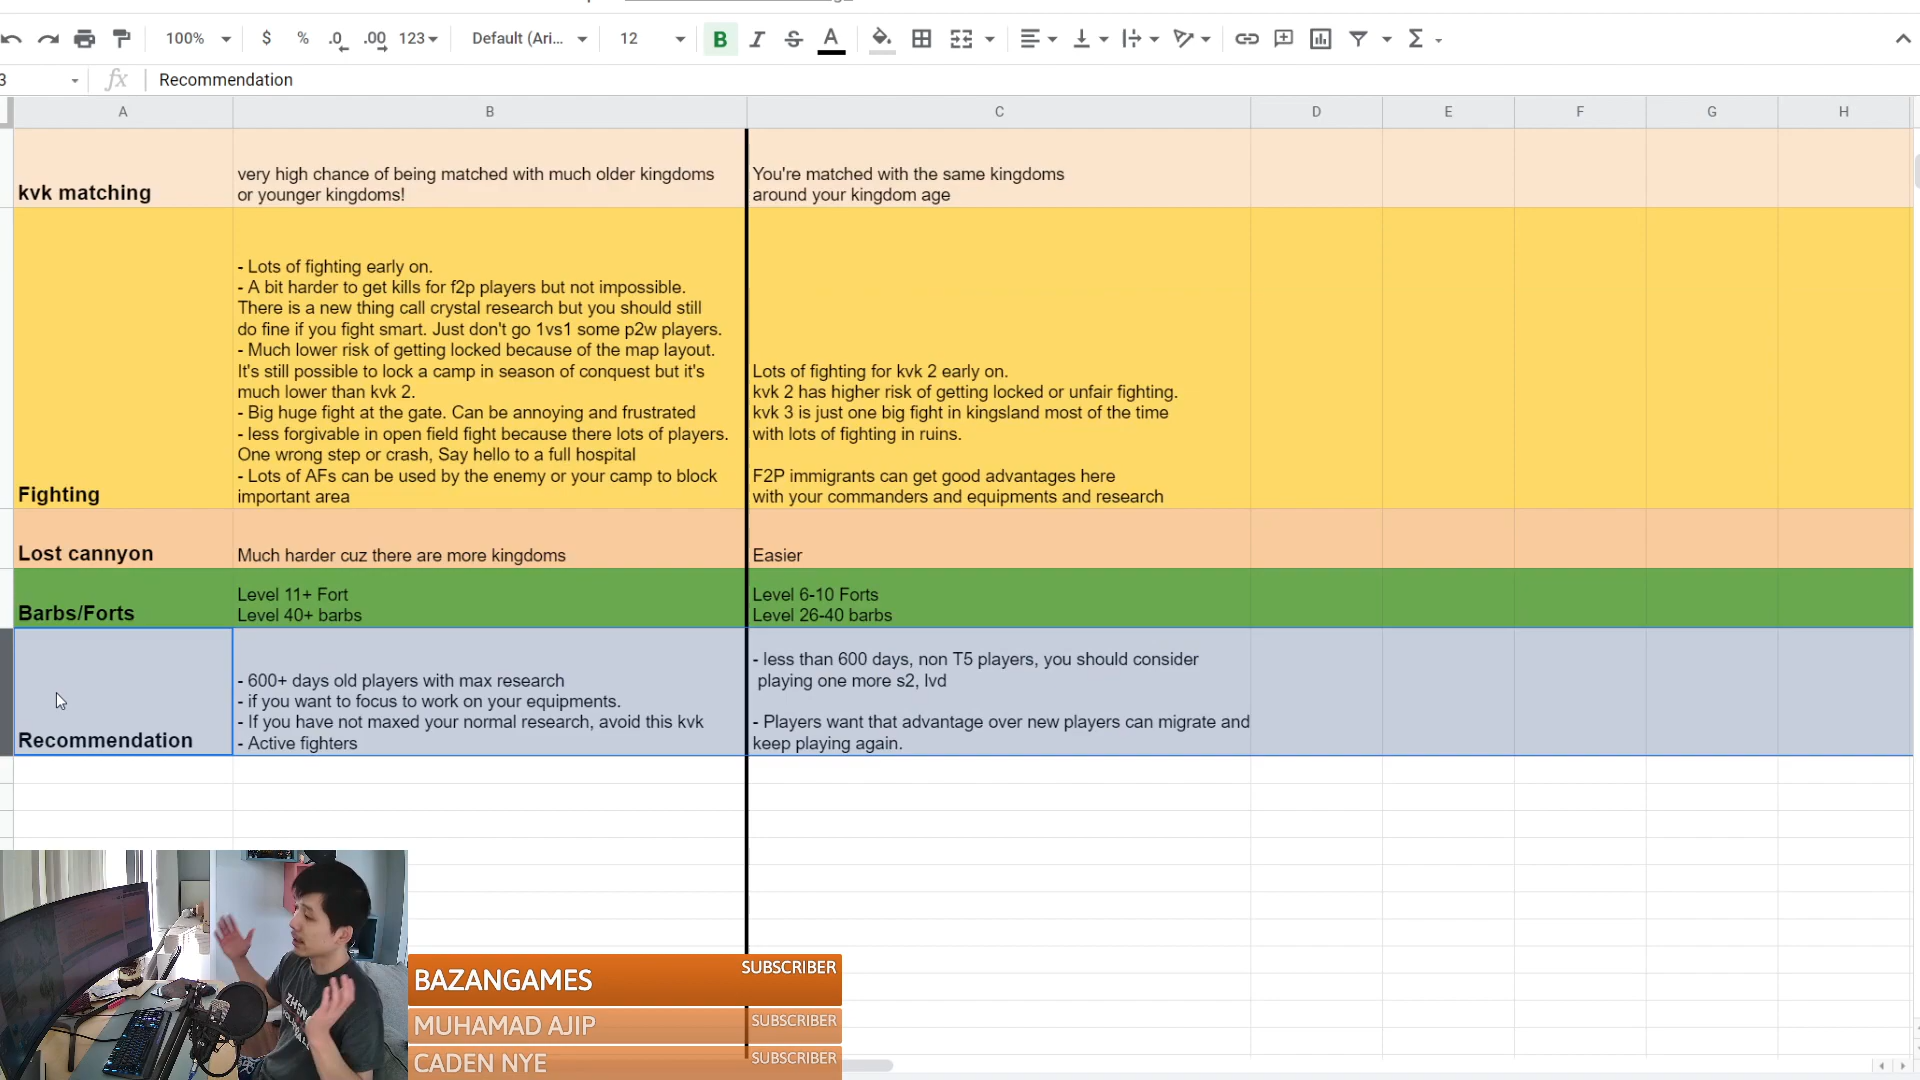 100%
$
%
.0
.00
123
Default (Ari...
12
B
I
S
A
Σ
3
fx
Recommendation
A
B
C
D
E
F
G
H
kvk matching
very high chance of being matched with much older kingdoms
or younger kingdoms!
You're matched with the same kingdoms
around your kingdom age
Fighting
- Lots of fighting early on.
- A bit harder to get kills for f2p players but not impossible.
There is a new thing call crystal research but you should still
do fine if you fight smart. Just don't go 1vs1 some p2w players.
- Much lower risk of getting locked because of the map layout.
It's still possible to lock a camp in season of conquest but it's
much lower than kvk 2.
- Big huge fight at the gate. Can be annoying and frustrated
- less forgivable in open field fight because there lots of players.
One wrong step or crash, Say hello to a full hospital
- Lots of AFs can be used by the enemy or your camp to block
important area
Lots of fighting for kvk 2 early on.
kvk 2 has higher risk of getting locked or unfair fighting.
kvk 3 is just one big fight in kingsland most of the time
with lots of fighting in ruins.
F2P immigrants can get good advantages here
with your commanders and equipments and research
Lost cannyon
Much harder cuz there are more kingdoms
Easier
Barbs/Forts
Level 11+ Fort
Level 40+ barbs
Level 6-10 Forts
Level 26-40 barbs
Recommendation
- 600+ days old players with max research
- if you want to focus to work on your equipments.
- If you have not maxed your normal research, avoid this kvk
- Active fighters
- less than 600 days, non T5 players, you should consider
playing one more s2, lvd
- Players want that advantage over new players can migrate and
keep playing again.
BAZANGAMES SUBSCRIBER
MUHAMAD AJIP SUBSCRIBER
CADEN NYE SUBSCRIBER